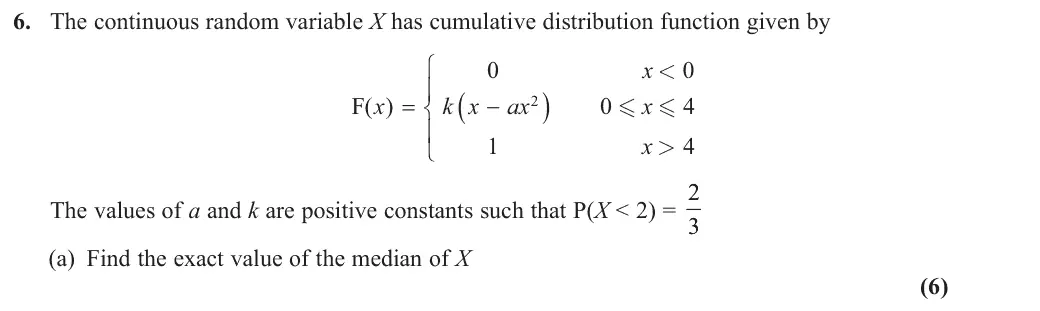 6. The continuous random variable X has cumulative distribution function given by
0 x < 0
F(x) = { k(x − ax²) 0 ⩽ x ⩽ 4
1 x > 4
The values of a and k are positive constants such that P(X < 2) = 2/3
(a) Find the exact value of the median of X
(6)